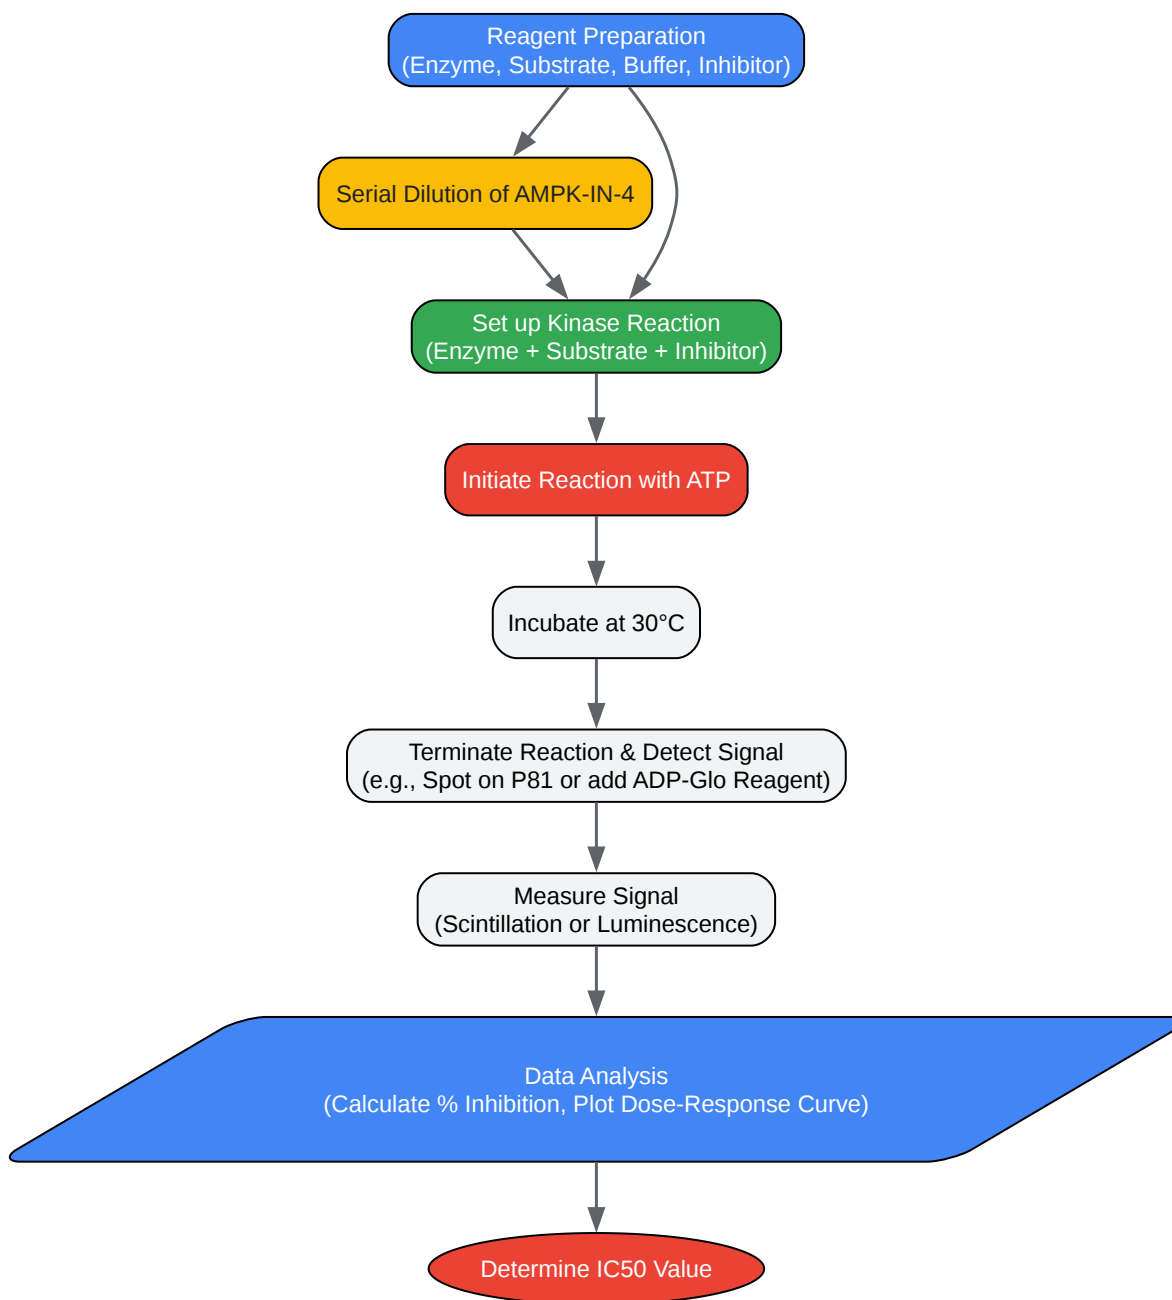 Reagent Preparation
(Enzyme, Substrate, Buffer, Inhibitor)
Serial Dilution of AMPK-IN-4
Set up Kinase Reaction
(Enzyme + Substrate + Inhibitor)
Initiate Reaction with ATP
Incubate at 30°C
Terminate Reaction & Detect Signal
(e.g., Spot on P81 or add ADP-Glo Reagent)
Measure Signal
(Scintillation or Luminescence)
Data Analysis
(Calculate % Inhibition, Plot Dose-Response Curve)
Determine IC50 Value